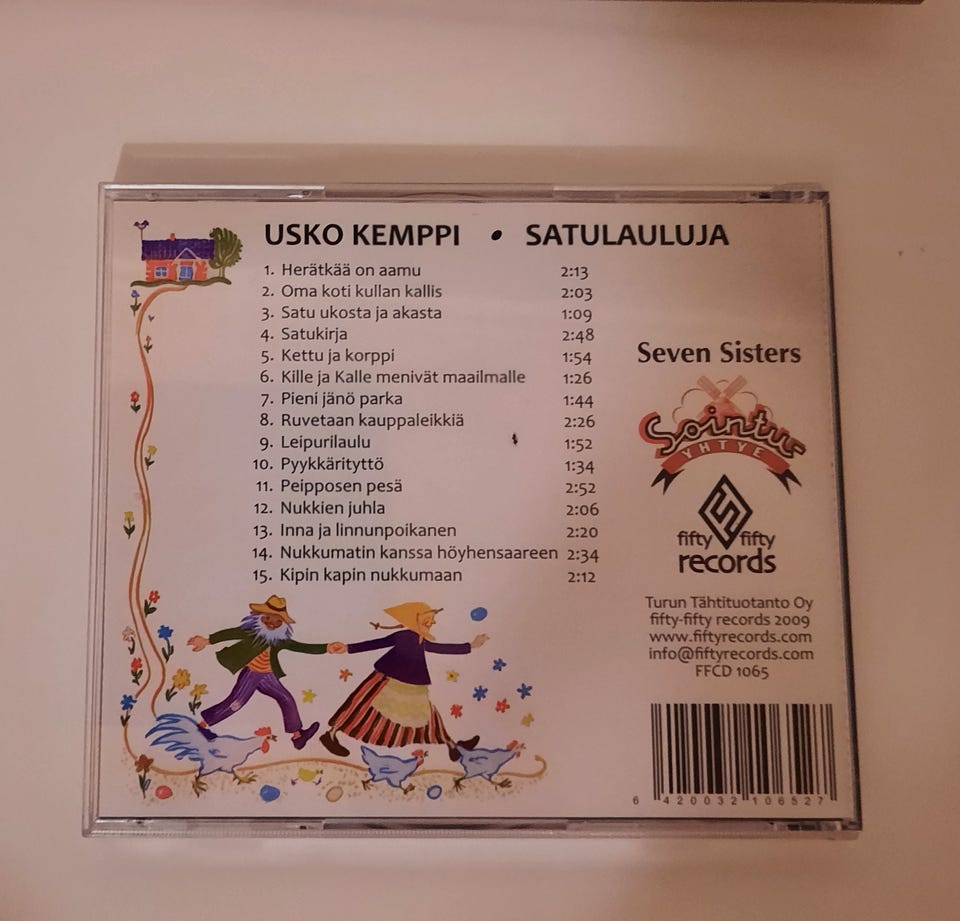 USKO KEMPPI • SATULAULUJA
1. Herätkää on aamu 2:13
2. Oma koti kullan kallis 2:03
3. Satu ukosta ja akasta 1:09
4. Satukirja 2:48
5. Kettu ja korppi 1:54
6. Kille ja Kalle menivät maailmalle 1:26
7. Pieni jänö parka 1:44
8. Ruvetaan kauppaleikkiä 2:26
9. Leipurilaulu 1:52
10. Pyykkärityttö 1:34
11. Peipposen pesä 2:52
12. Nukkien juhla 2:06
13. Inna ja linnunpoikanen 2:20
14. Nukkumatin kanssa höyhensaareen 2:34
15. Kipin kapin nukkumaan 2:12
Seven Sisters
Sointu
YHTYE
fifty fifty
records
Turun Tähtituotanto Oy
fifty-fifty records 2009
www.fiftyrecords.com
info@fiftyrecords.com
FFCD 1065
6 420032 106527